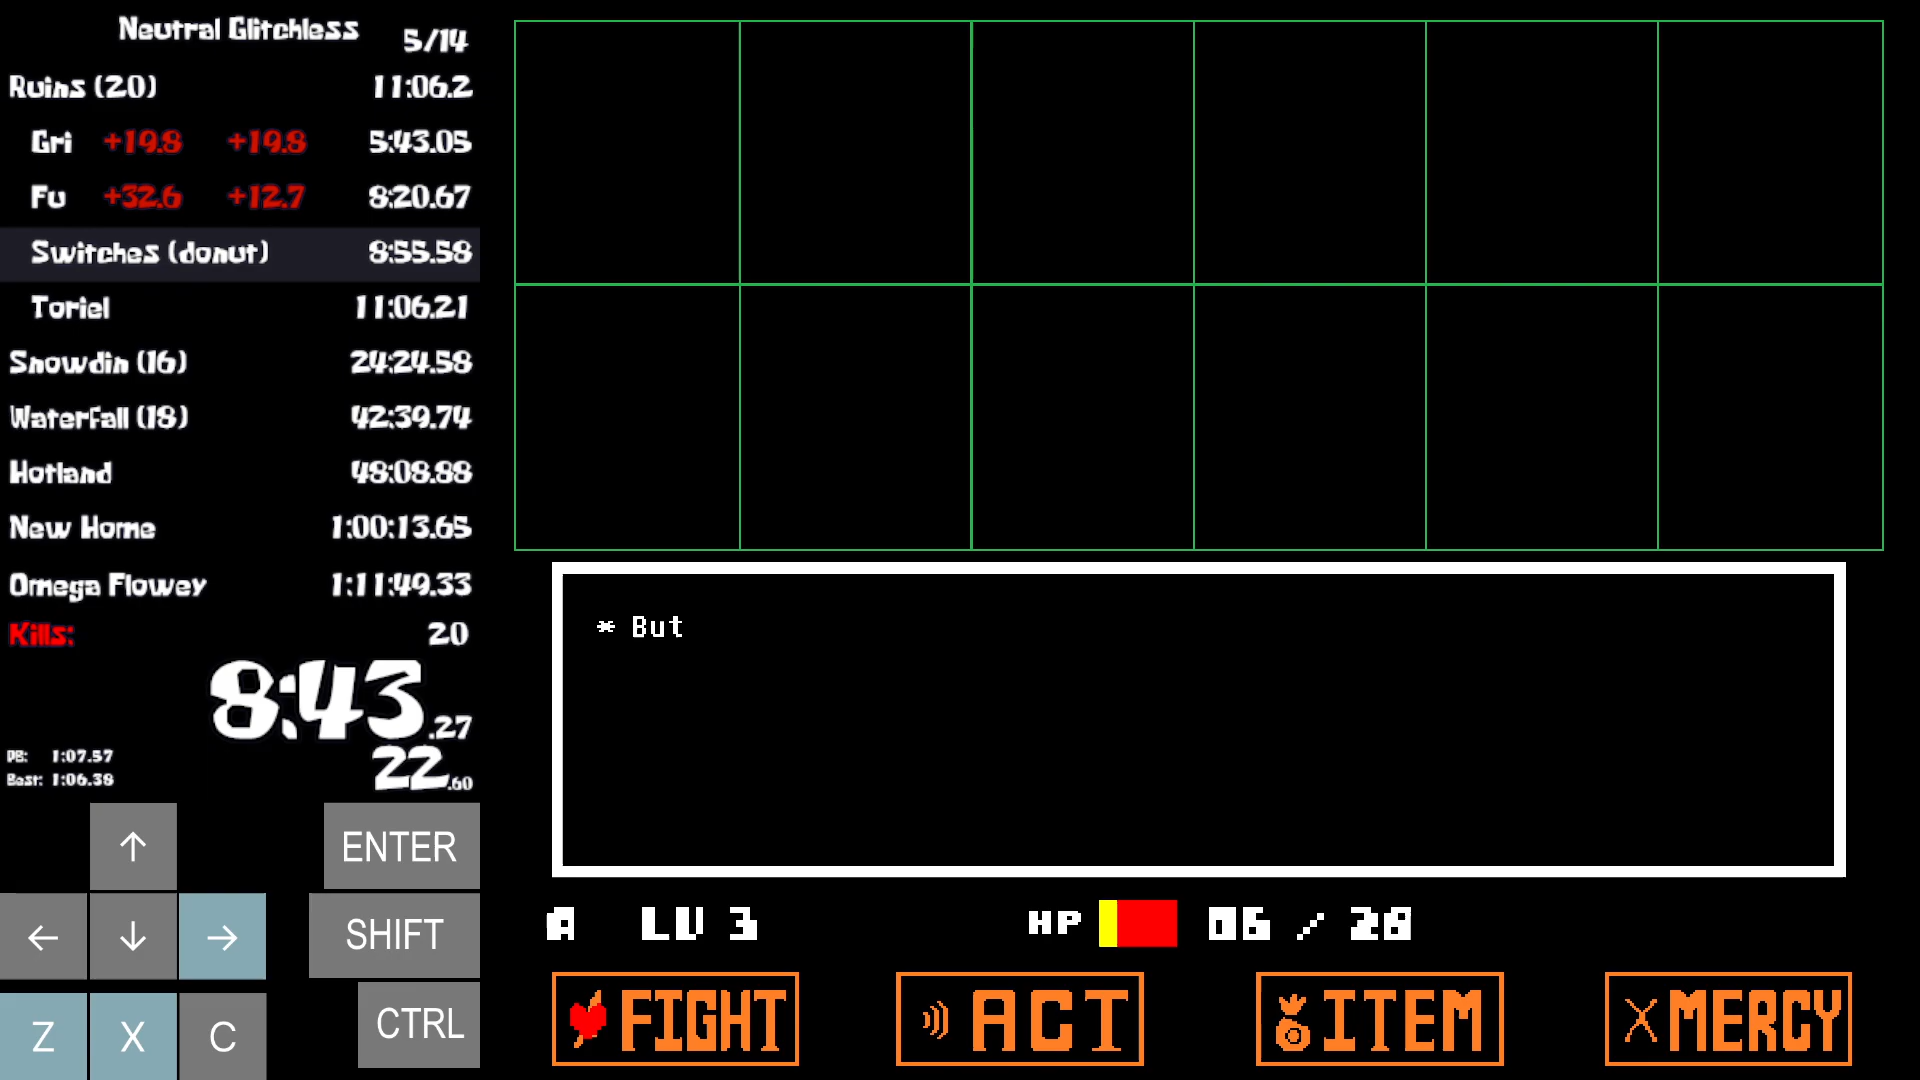 Neutral Glitchless 5/14
Ruins (20) 11:06.2
Gri +19.8 +19.8 5:43.05
Fu +32.6 +12.7 8:20.67
Switches (donut) 8:55.58
Toriel 11:06.21
Snowdin (16) 24:24.58
Waterfall (18) 42:39.74
Hotland 48:08.88
New Home 1:00:13.65
Omega Flowey 1:11:49.33
Kills: 20
8:43.27
PB: 1:07.57
Best: 1:06.38
22.60
↑ ENTER
← ↓ → SHIFT
Z X C CTRL
* But
A LV 3 HP 06 / 28
FIGHT ACT ITEM MERCY